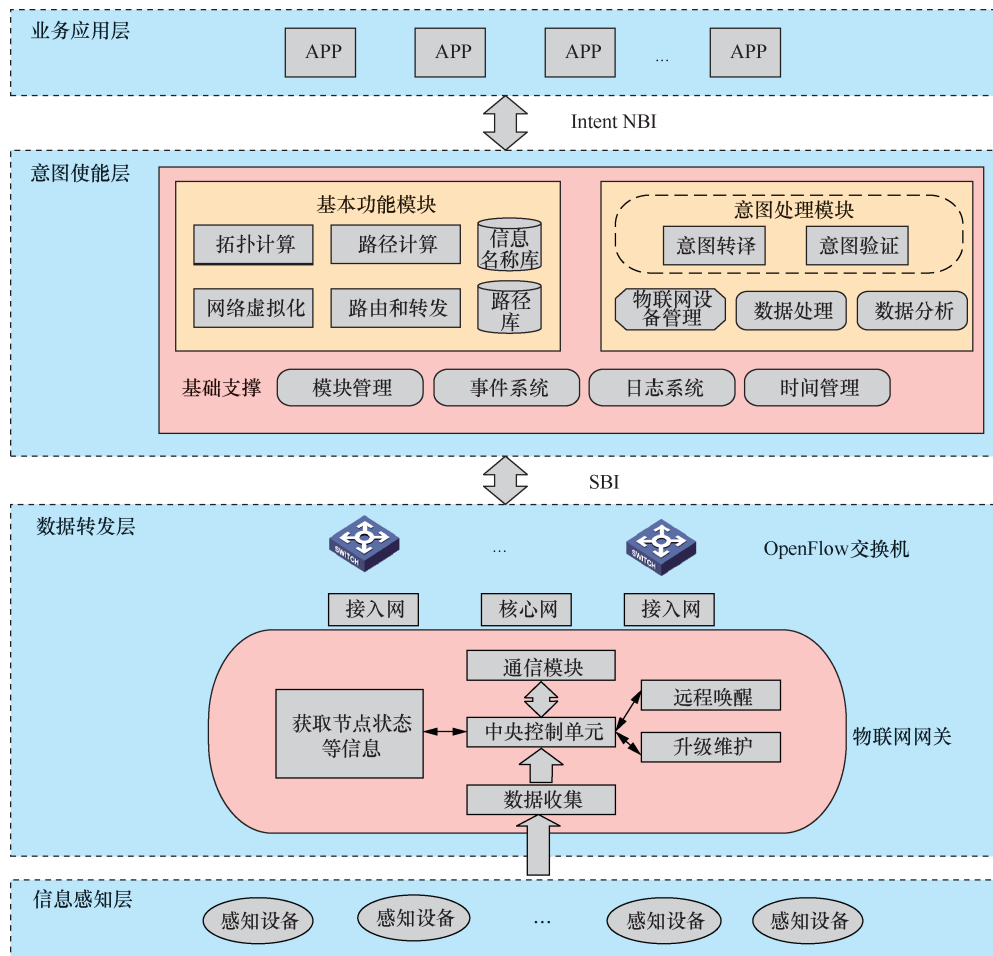 业务应用层
APP
APP
APP
...
APP
Intent NBI
意图使能层
基本功能模块
拓扑计算
路径计算
信息
名称库
网络虚拟化
路由和转发
路径
库
意图处理模块
意图转译
意图验证
物联网设
备管理
数据处理
数据分析
基础支撑
模块管理
事件系统
日志系统
时间管理
SBI
数据转发层
SWITCH
...
SWITCH
OpenFlow交换机
接入网
核心网
接入网
通信模块
获取节点状态
等信息
中央控制单元
远程唤醒
升级维护
数据收集
物联网网关
信息感知层
感知设备
感知设备
...
感知设备
感知设备